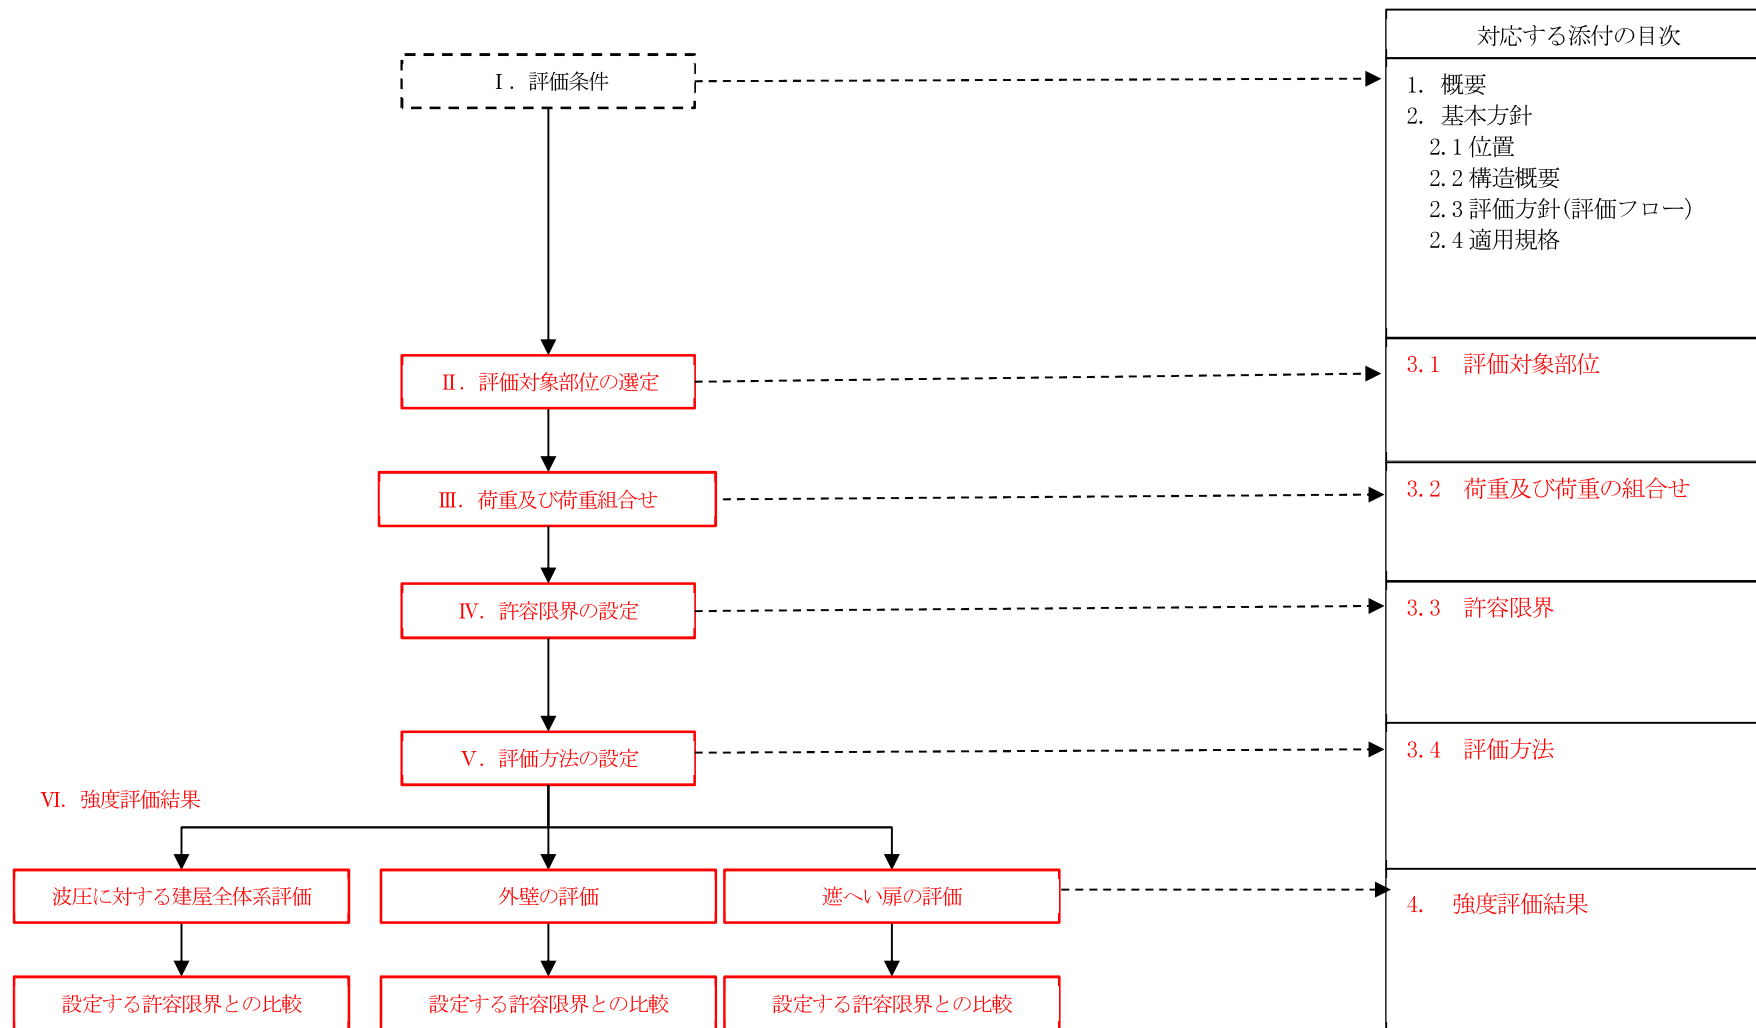 対応する添付の目次
Ⅰ. 評価条件
1. 概要
2. 基本方針
2.1 位置
2.2 構造概要
2.3 評価方針(評価フロー)
2.4 適用規格
Ⅱ. 評価対象部位の選定
3.1 評価対象部位
Ⅲ. 荷重及び荷重組合せ
3.2 荷重及び荷重の組合せ
Ⅳ. 許容限界の設定
3.3 許容限界
Ⅴ. 評価方法の設定
3.4 評価方法
Ⅵ. 強度評価結果
波圧に対する建屋全体系評価
外壁の評価
遮へい扉の評価
4. 強度評価結果
設定する許容限界との比較
設定する許容限界との比較
設定する許容限界との比較